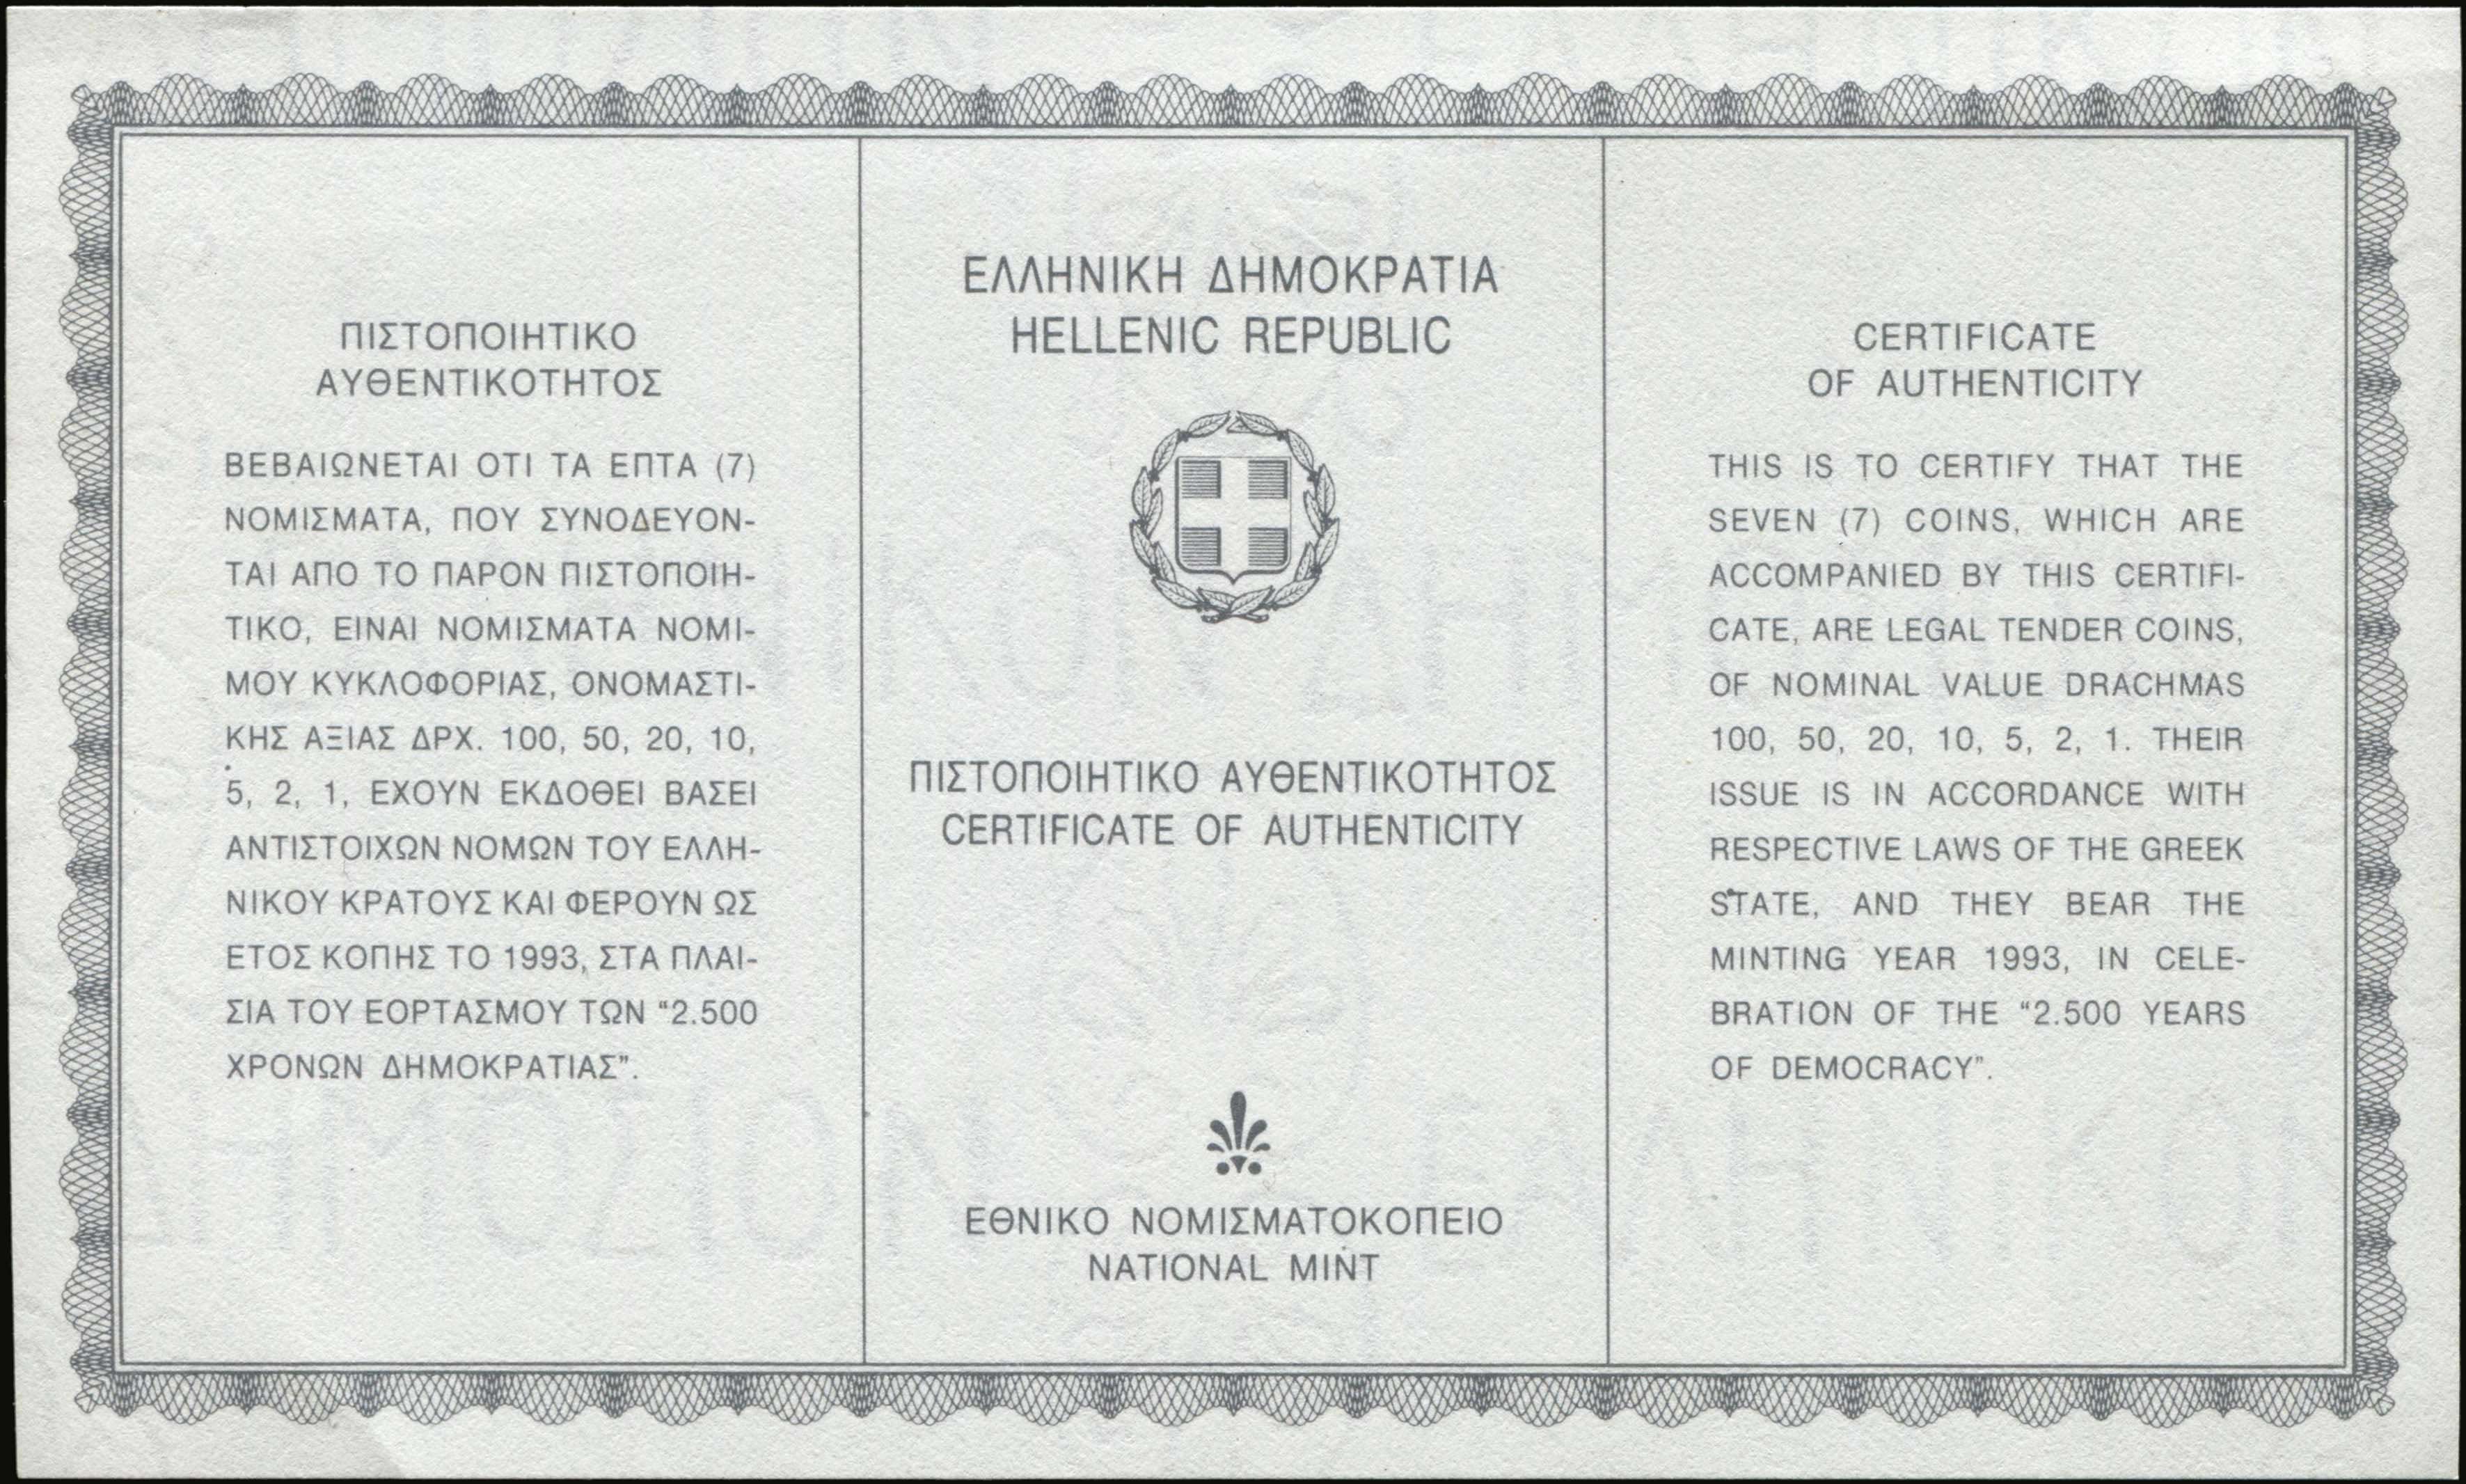 ΠΙΣΤΟΠΟΙΗΤΙΚΟ
ΑΥΘΕΝΤΙΚΟΤΗΤΟΣ
ΒΕΒΑΙΩΝΕΤΑΙ ΟΤΙ ΤΑ ΕΠΤΑ (7)
ΝΟΜΙΣΜΑΤΑ, ΠΟΥ ΣΥΝΟΔΕΥΟΝ-
ΤΑΙ ΑΠΟ ΤΟ ΠΑΡΟΝ ΠΙΣΤΟΠΟΙΗ-
ΤΙΚΟ, ΕΙΝΑΙ ΝΟΜΙΣΜΑΤΑ ΝΟΜΙ-
ΜΟΥ ΚΥΚΛΟΦΟΡΙΑΣ, ΟΝΟΜΑΣΤΙ-
ΚΗΣ ΑΞΙΑΣ ΔΡΧ. 100, 50, 20, 10,
5, 2, 1, ΕΧΟΥΝ ΕΚΔΟΘΕΙ ΒΑΣΕΙ
ΑΝΤΙΣΤΟΙΧΩΝ ΝΟΜΩΝ ΤΟΥ ΕΛΛΗ-
ΝΙΚΟΥ ΚΡΑΤΟΥΣ ΚΑΙ ΦΕΡΟΥΝ ΩΣ
ΕΤΟΣ ΚΟΠΗΣ ΤΟ 1993, ΣΤΑ ΠΛΑΙ-
ΣΙΑ ΤΟΥ ΕΟΡΤΑΣΜΟΥ ΤΩΝ “2.500
ΧΡΟΝΩΝ ΔΗΜΟΚΡΑΤΙΑΣ”.
ΕΛΛΗΝΙΚΗ ΔΗΜΟΚΡΑΤΙΑ
HELLENIC REPUBLIC
ΠΙΣΤΟΠΟΙΗΤΙΚΟ ΑΥΘΕΝΤΙΚΟΤΗΤΟΣ
CERTIFICATE OF AUTHENTICITY
ΕΘΝΙΚΟ ΝΟΜΙΣΜΑΤΟΚΟΠΕΙΟ
NATIONAL MINT
CERTIFICATE
OF AUTHENTICITY
THIS IS TO CERTIFY THAT THE
SEVEN (7) COINS, WHICH ARE
ACCOMPANIED BY THIS CERTIFI-
CATE, ARE LEGAL TENDER COINS,
OF NOMINAL VALUE DRACHMAS
100, 50, 20, 10, 5, 2, 1. THEIR
ISSUE IS IN ACCORDANCE WITH
RESPECTIVE LAWS OF THE GREEK
STATE, AND THEY BEAR THE
MINTING YEAR 1993, IN CELE-
BRATION OF THE “2.500 YEARS
OF DEMOCRACY”.